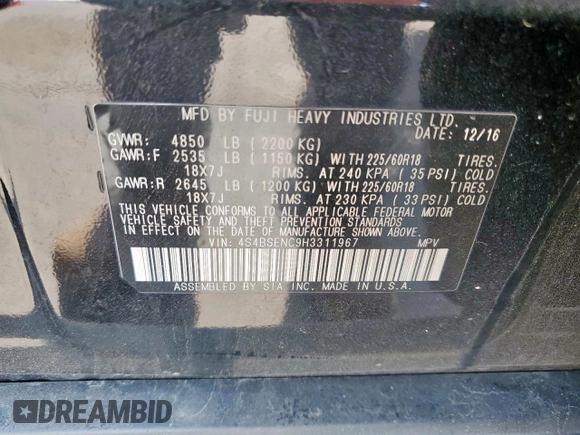 MFD BY FUJI HEAVY INDUSTRIES LTD.
DATE: 12/16
GVWR: 4850 LB (2200 KG)
GAWR:F 2535 LB (1150 KG) WITH 225/60R18 TIRES.
18X7J RIMS. AT 240 KPA (35 PSI) COLD
GAWR:R 2645 LB (1200 KG) WITH 225/60R18 TIRES.
18X7J RIMS. AT 230 KPA (33 PSI) COLD
THIS VEHICLE CONFORMS TO ALL APPLICABLE FEDERAL MOTOR
VEHICLE SAFETY AND THEFT PREVENTION STANDARDS
IN EFFECT ON THE DATE OF MANUFACTURE SHOWN ABOVE.
VIN: 4S4BSENC9H3311967 MPV
ASSEMBLED BY SIA INC. MADE IN U.S.A.
DREAMBID